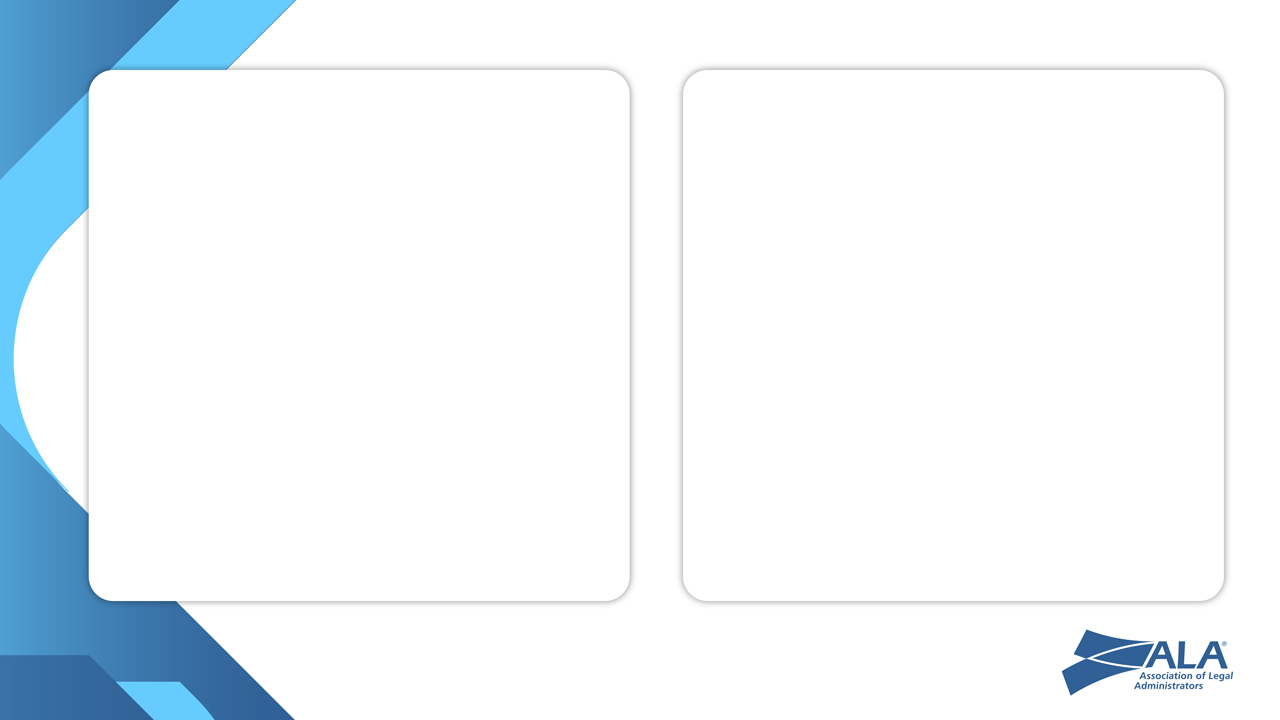 ALA®
Association of Legal
Administrators